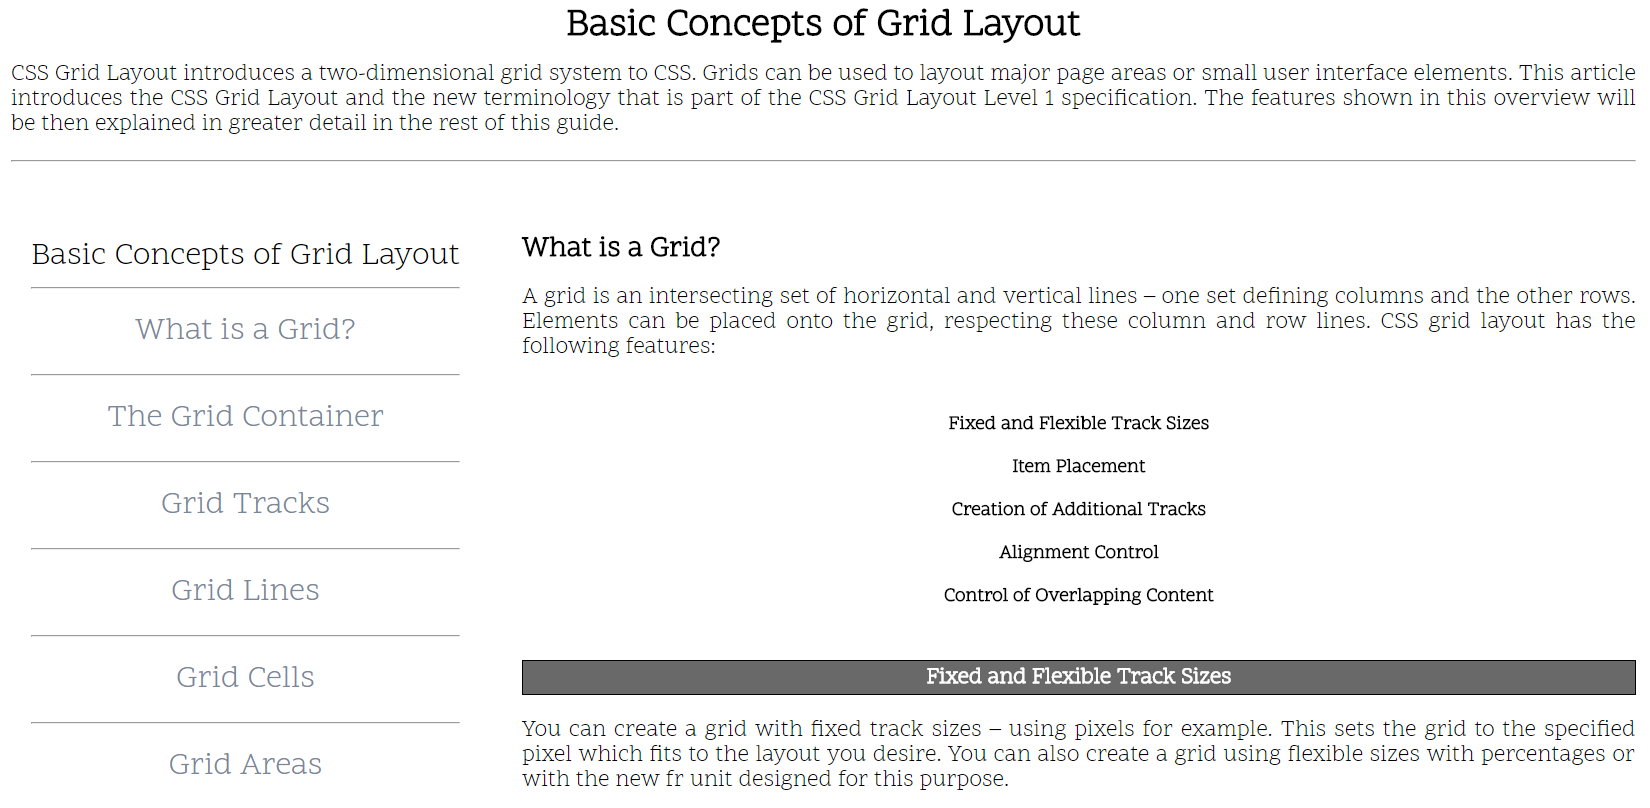 Basic Concepts of Grid Layout
CSS Grid Layout introduces a two-dimensional grid system to CSS. Grids can be used to layout major page areas or small user interface elements. This article
introduces the CSS Grid Layout and the new terminology that is part of the CSS Grid Layout Level 1 specification. The features shown in this overview will
be then explained in greater detail in the rest of this guide.
Basic Concepts of Grid Layout
What is a Grid?
The Grid Container
Grid Tracks
Grid Lines
Grid Cells
Grid Areas
What is a Grid?
A grid is an intersecting set of horizontal and vertical lines – one set defining columns and the other rows.
Elements can be placed onto the grid, respecting these column and row lines. CSS grid layout has the
following features:
Fixed and Flexible Track Sizes
Item Placement
Creation of Additional Tracks
Alignment Control
Control of Overlapping Content
Fixed and Flexible Track Sizes
You can create a grid with fixed track sizes – using pixels for example. This sets the grid to the specified
pixel which fits to the layout you desire. You can also create a grid using flexible sizes with percentages or
with the new fr unit designed for this purpose.